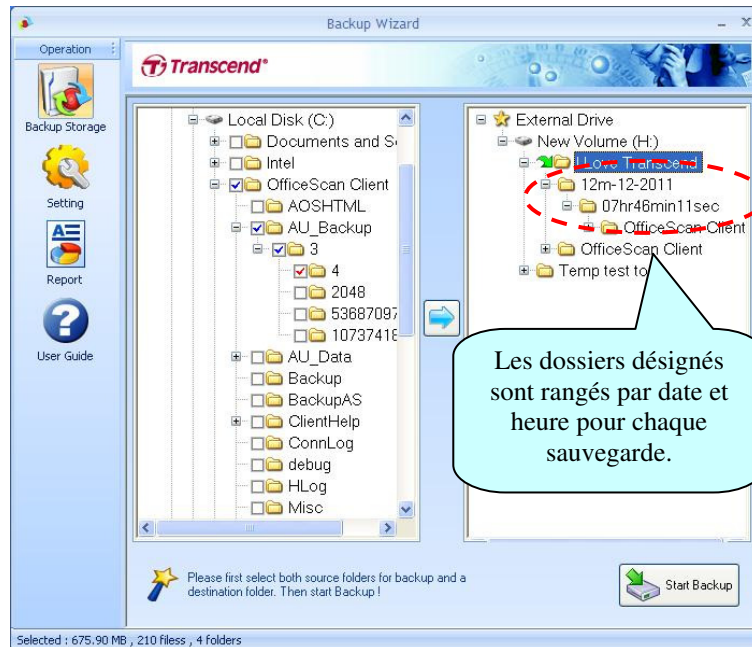 Backup Wizard
Operation
Transcend®
Backup Storage
Setting
Report
User Guide
Local Disk (C:)
Documents and S
Intel
OfficeScan Client
AOSHTML
AU_Backup
3
4
2048
53687097
10737418
AU_Data
Backup
BackupAS
ClientHelp
ConnLog
debug
HLog
Misc
External Drive
New Volume (H:)
I Love Transcend
12m-12-2011
07hr46min11sec
OfficeScan Client
OfficeScan Client
Temp test to
Les dossiers désignés
sont rangés par date et
heure pour chaque
sauvegarde.
Please first select both source folders for backup and a
destination folder. Then start Backup !
Start Backup
Selected : 675.90 MB , 210 filess , 4 folders